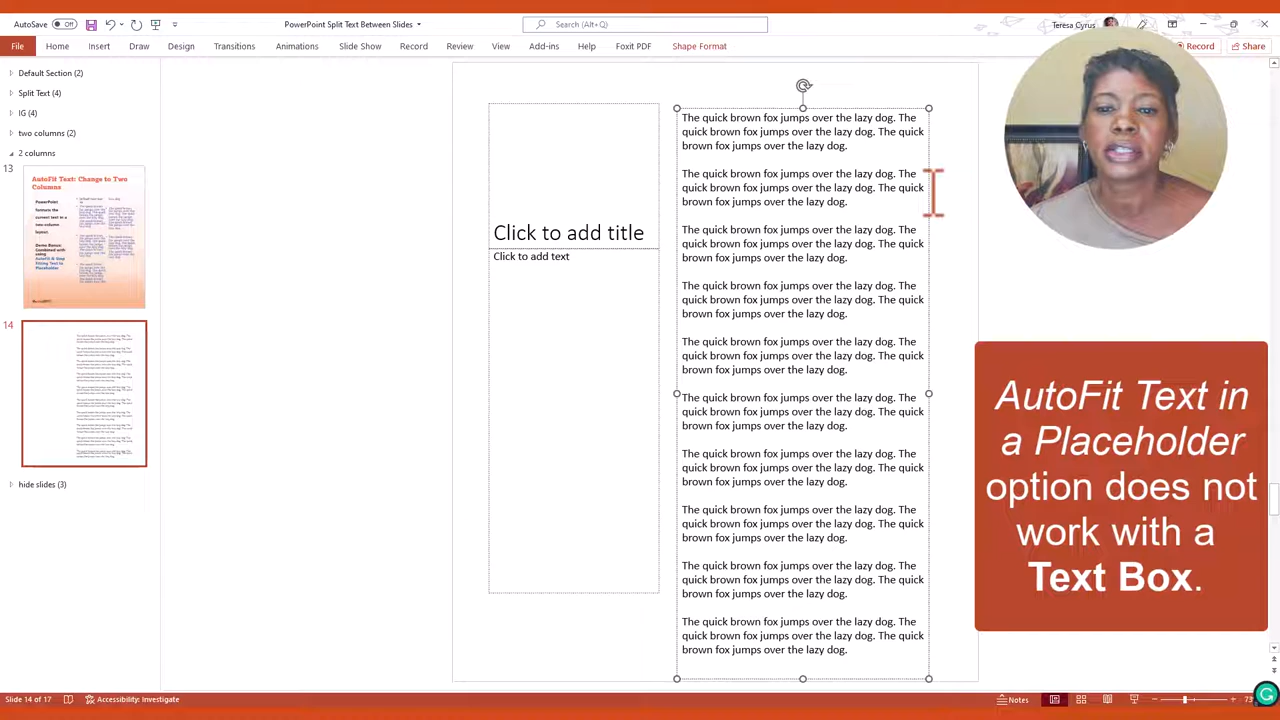 AutoSave
Off
PowerPoint Split Text Between Slides
Search (Alt+Q)
Teresa Cyrus
File
Home
Insert
Draw
Design
Transitions
Animations
Slide Show
Record
Review
View
Add-ins
Help
Foxit PDF
Shape Format
Record
Share
Default Section (2)
Split Text (4)
IG (4)
two columns (2)
2 columns
13
AutoFit Text: Change to Two
Columns
PowerPoint
current text in a
two-column
layout.
Demo Bonus:
Combined with
using
14
hide slides (3)
Click to add title
Click to add text
The quick brown fox jumps over the lazy dog. The
quick brown fox jumps over the lazy dog. The quick
brown fox jumps over the lazy dog.
The quick brown fox jumps over the lazy dog. The
quick brown fox jumps over the lazy dog. The quick
brown fox jumps over the lazy dog.
The quick brown fox jumps over the lazy dog. The
quick brown fox jumps over the lazy dog. The quick
brown fox jumps over the lazy dog.
The quick brown fox jumps over the lazy dog. The
quick brown fox jumps over the lazy dog. The quick
brown fox jumps over the lazy dog.
The quick brown fox jumps over the lazy dog. The
quick brown fox jumps over the lazy dog. The quick
brown fox jumps over the lazy dog.
The quick brown fox jumps over the lazy dog. The
quick brown fox jumps over the lazy dog. The quick
brown fox jumps over the lazy dog.
The quick brown fox jumps over the lazy dog. The
quick brown fox jumps over the lazy dog. The quick
brown fox jumps over the lazy dog.
The quick brown fox jumps over the lazy dog. The
quick brown fox jumps over the lazy dog. The quick
brown fox jumps over the lazy dog.
The quick brown fox jumps over the lazy dog. The
quick brown fox jumps over the lazy dog. The quick
brown fox jumps over the lazy dog.
The quick brown fox jumps over the lazy dog. The
quick brown fox jumps over the lazy dog. The quick
brown fox jumps over the lazy dog.
AutoFit Text in
a Placeholder
option does not
work with a
Text Box.
Slide 14 of 17
Accessibility: Investigate
Notes